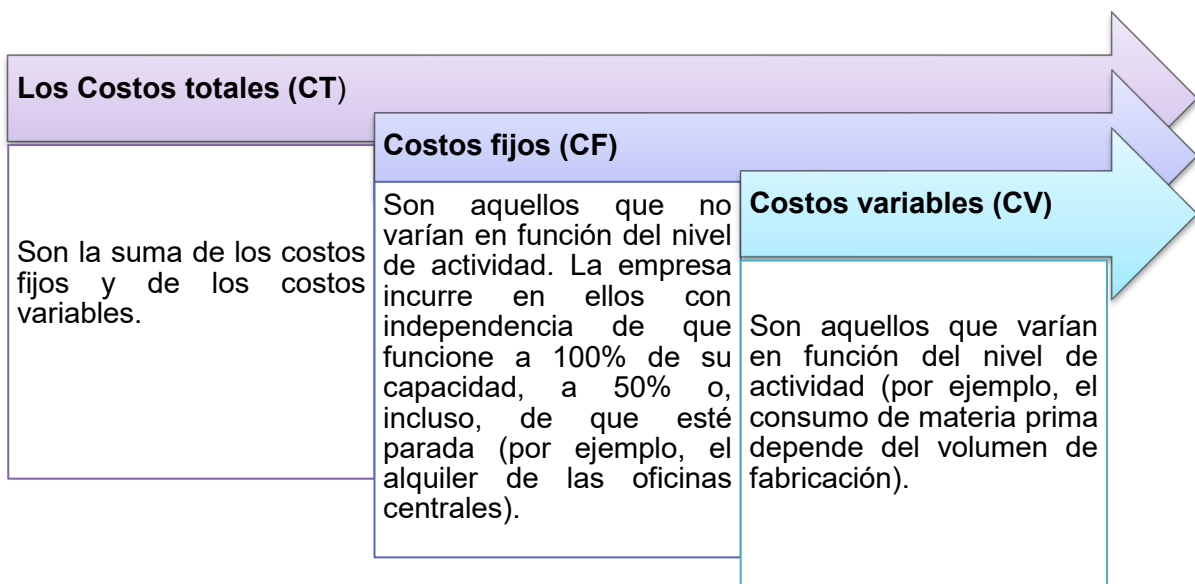 Los Costos totales (CT)
Son la suma de los costos
fijos y de los costos
variables.
Costos fijos (CF)
Son aquellos que no
varían en función del nivel
de actividad. La empresa
incurre en ellos con
independencia de que
funcione a 100% de su
capacidad, a 50% o,
incluso, de que esté
parada (por ejemplo, el
alquiler de las oficinas
centrales).
Costos variables (CV)
Son aquellos que varían
en función del nivel de
actividad (por ejemplo, el
consumo de materia prima
depende del volumen de
fabricación).